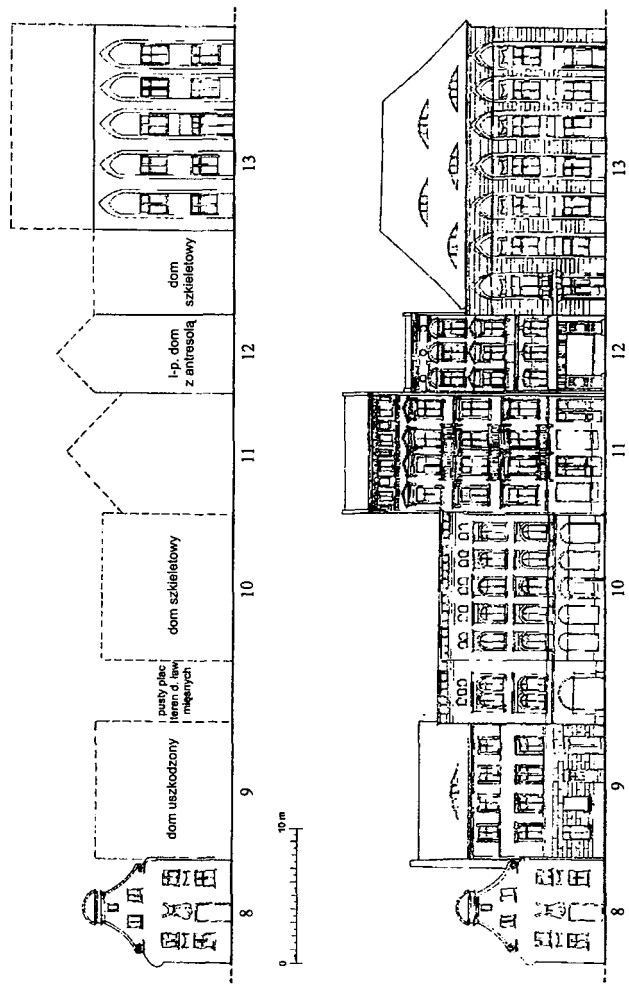 8
9
10
11
12
13
dom uszkodzony
pusty plac
(teren d. ław
mięsnych
dom szkieletowy
I-p. dom
z antresolą
dom
szkieletowy
10 m
0
8
9
10
11
12
13